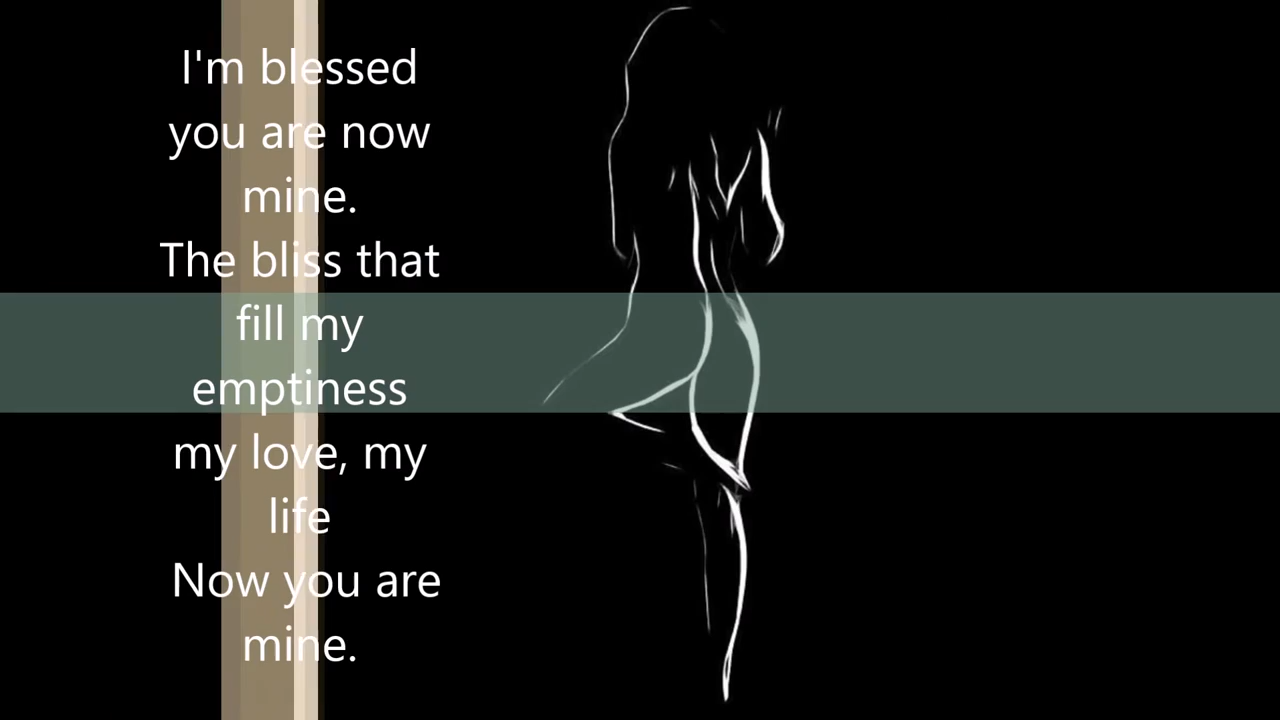 I'm blessed
you are now
mine.
The bliss that
fill my
emptiness
my love, my
life
Now you are
mine.